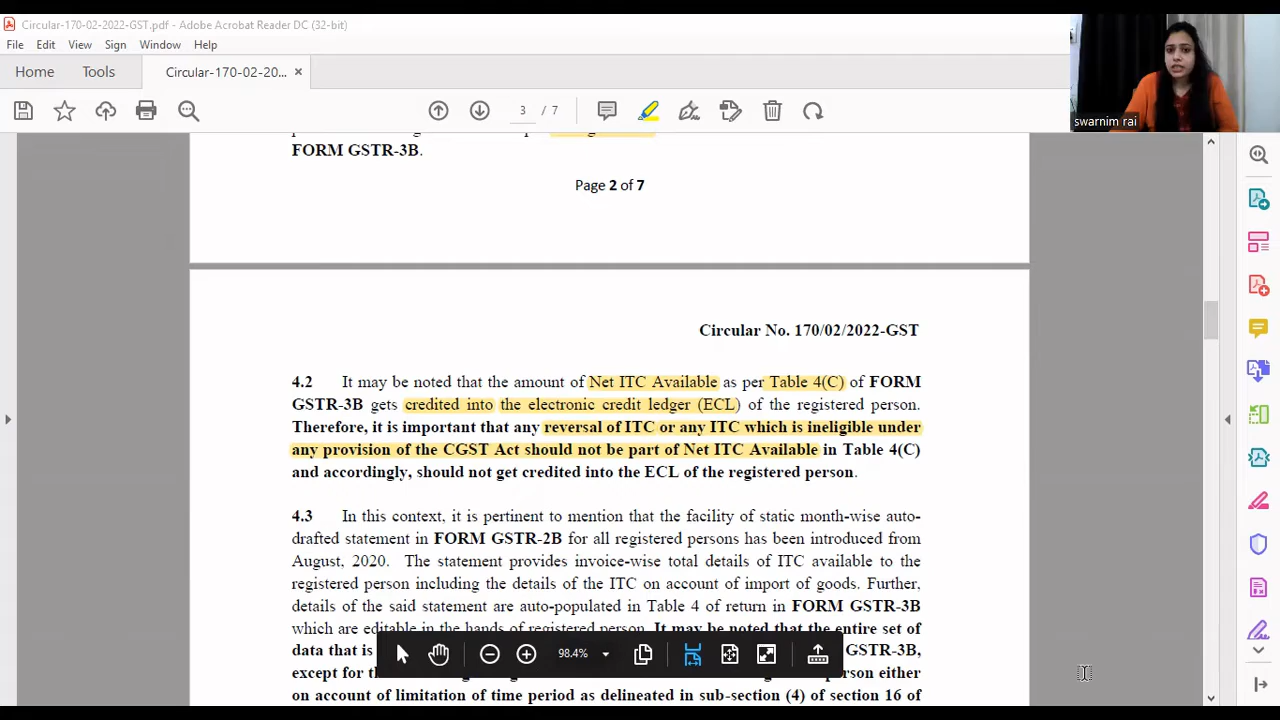 Circular-170-02-2022-GST.pdf - Adobe Acrobat Reader DC (32-bit)
File Edit View Sign Window Help
Home Tools Circular-170-02-20... ×
3 / 7
swarnim rai
FORM GSTR-3B.
Page 2 of 7
Circular No. 170/02/2022-GST
4.2 It may be noted that the amount of Net ITC Available as per Table 4(C) of FORM
GSTR-3B gets credited into the electronic credit ledger (ECL) of the registered person.
Therefore, it is important that any reversal of ITC or any ITC which is ineligible under
any provision of the CGST Act should not be part of Net ITC Available in Table 4(C)
and accordingly, should not get credited into the ECL of the registered person.
4.3 In this context, it is pertinent to mention that the facility of static month-wise auto-
drafted statement in FORM GSTR-2B for all registered persons has been introduced from
August, 2020. The statement provides invoice-wise total details of ITC available to the
registered person including the details of the ITC on account of import of goods. Further,
details of the said statement are auto-populated in Table 4 of return in FORM GSTR-3B
which are editable in the hands of registered person. It may be noted that the entire set of
data that is GSTR-3B,
98.4%
except for th person either
on account of limitation of time period as delineated in sub-section (4) of section 16 of